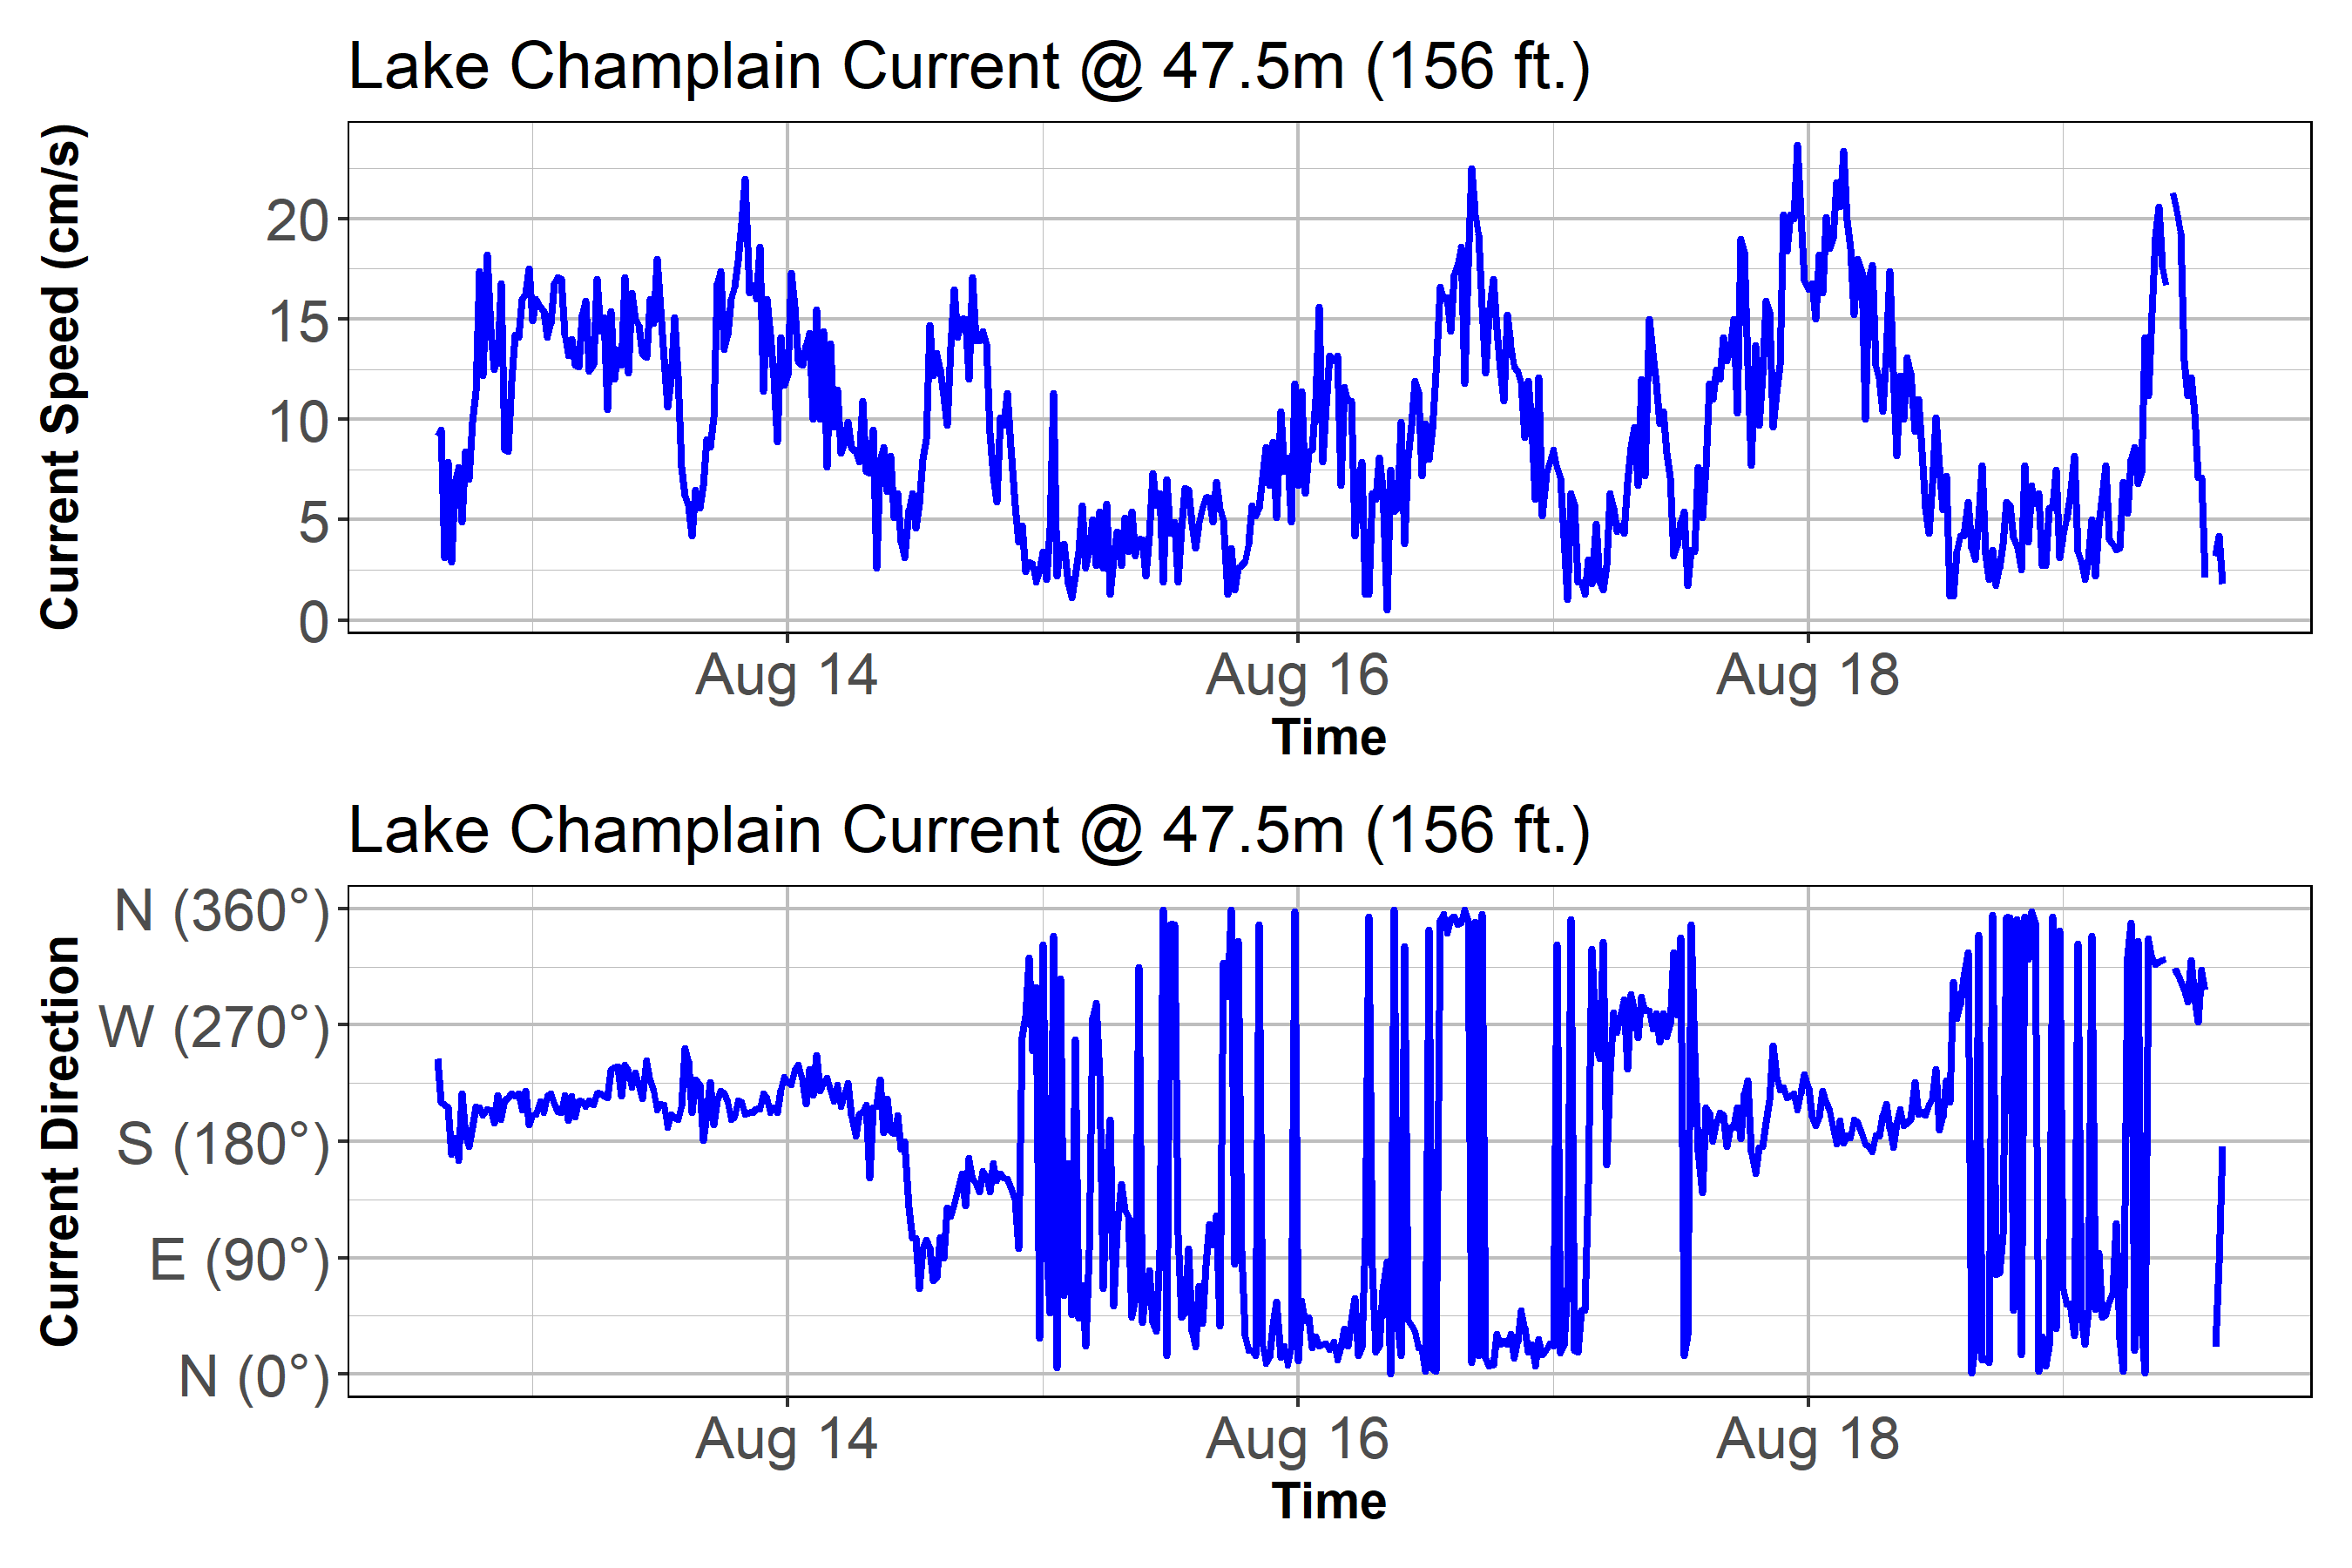 Lake Champlain Current @ 47.5m (156 ft.)
Current Speed (cm/s)
20
15
10
5
0
Aug 14 Aug 16 Aug 18
Time
Lake Champlain Current @ 47.5m (156 ft.)
Current Direction
N (360°)
W (270°)
S (180°)
E (90°)
N (0°)
Aug 14 Aug 16 Aug 18
Time